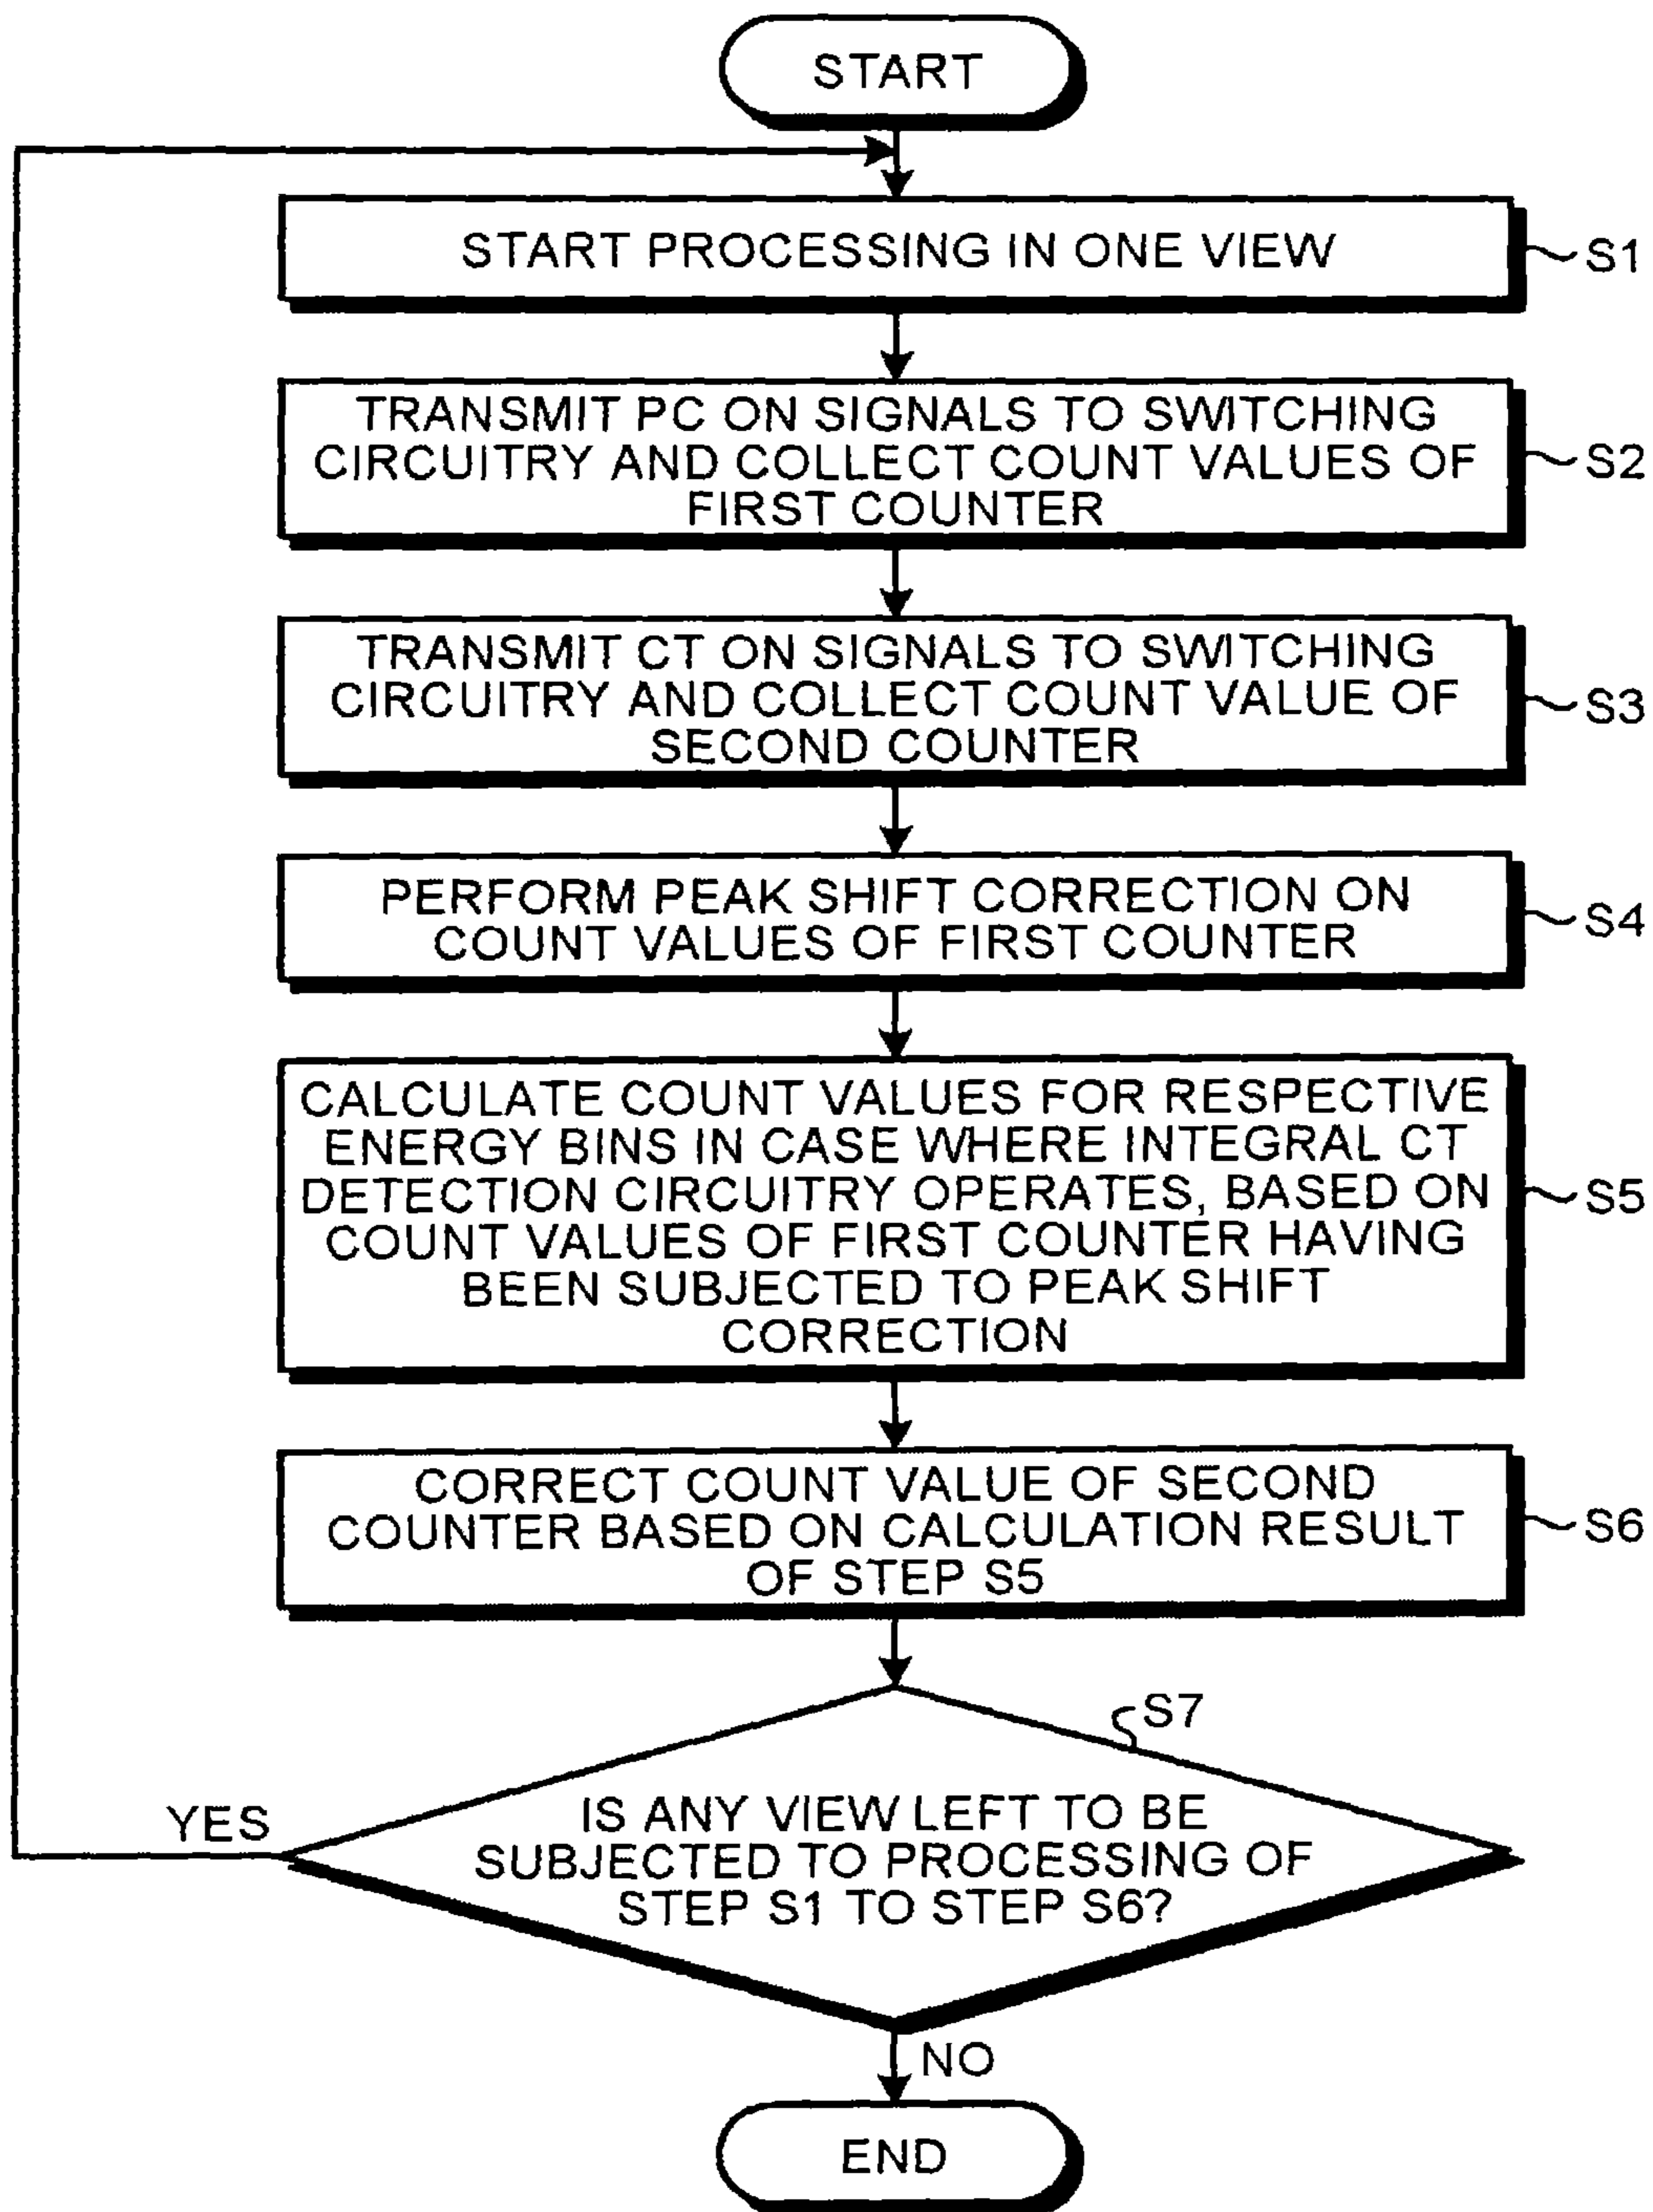 START
START PROCESSING IN ONE VIEW
S1
TRANSMIT PC ON SIGNALS TO SWITCHING
CIRCUITRY AND COLLECT COUNT VALUES OF
FIRST COUNTER
S2
TRANSMIT CT ON SIGNALS TO SWITCHING
CIRCUITRY AND COLLECT COUNT VALUE OF
SECOND COUNTER
S3
PERFORM PEAK SHIFT CORRECTION ON
COUNT VALUES OF FIRST COUNTER
S4
CALCULATE COUNT VALUES FOR RESPECTIVE
ENERGY BINS IN CASE WHERE INTEGRAL CT
DETECTION CIRCUITRY OPERATES, BASED ON
COUNT VALUES OF FIRST COUNTER HAVING
BEEN SUBJECTED TO PEAK SHIFT
CORRECTION
S5
CORRECT COUNT VALUE OF SECOND
COUNTER BASED ON CALCULATION RESULT
OF STEP S5
S6
S7
IS ANY VIEW LEFT TO BE
SUBJECTED TO PROCESSING OF
STEP S1 TO STEP S6?
YES
NO
END